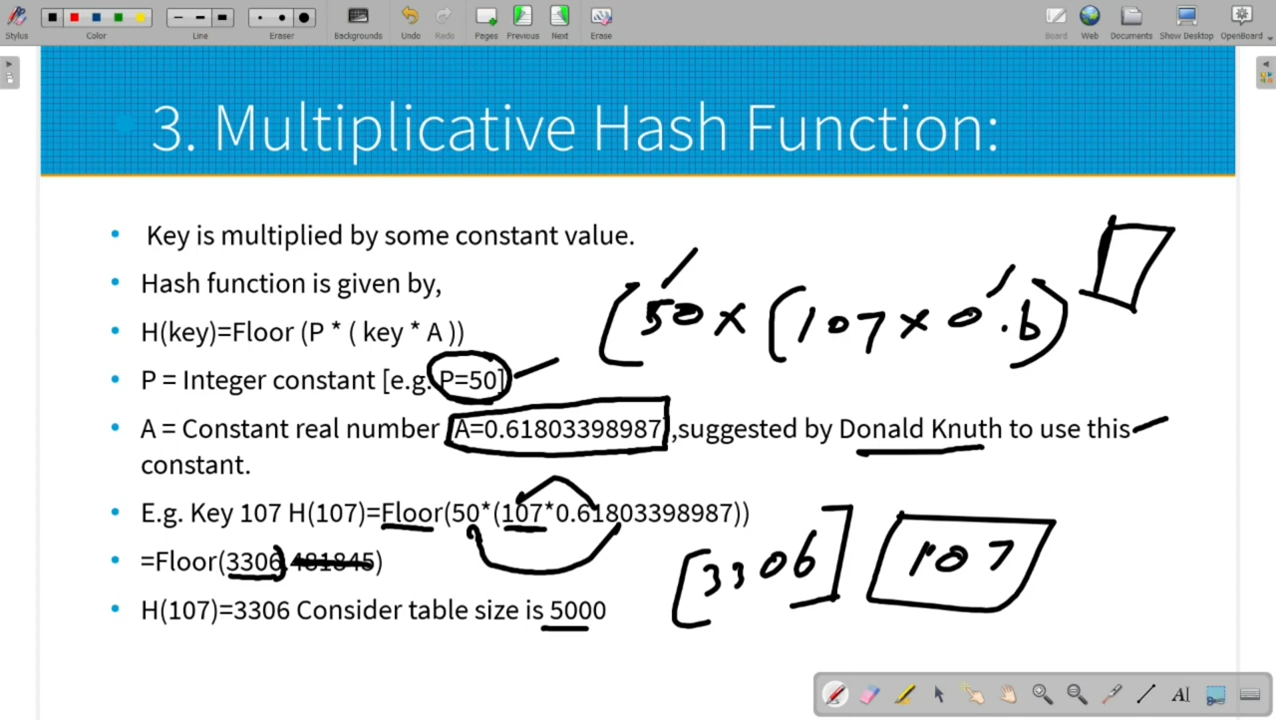 Stylus Color Line Eraser Backgrounds Undo Redo Pages Previous Next Erase Board Web Documents Show Desktop OpenBoard
3. Multiplicative Hash Function:
Key is multiplied by some constant value.
Hash function is given by,
H(key)=Floor (P * ( key * A ))
[50 x (107 x 0.6)
P = Integer constant [e.g. P=50]
A = Constant real number [A=0.61803398987],suggested by Donald Knuth to use this
constant.
E.g. Key 107 H(107)=Floor(50*(107*0.61803398987))
=Floor(3306.481845)
[3306]
107
H(107)=3306 Consider table size is 5000